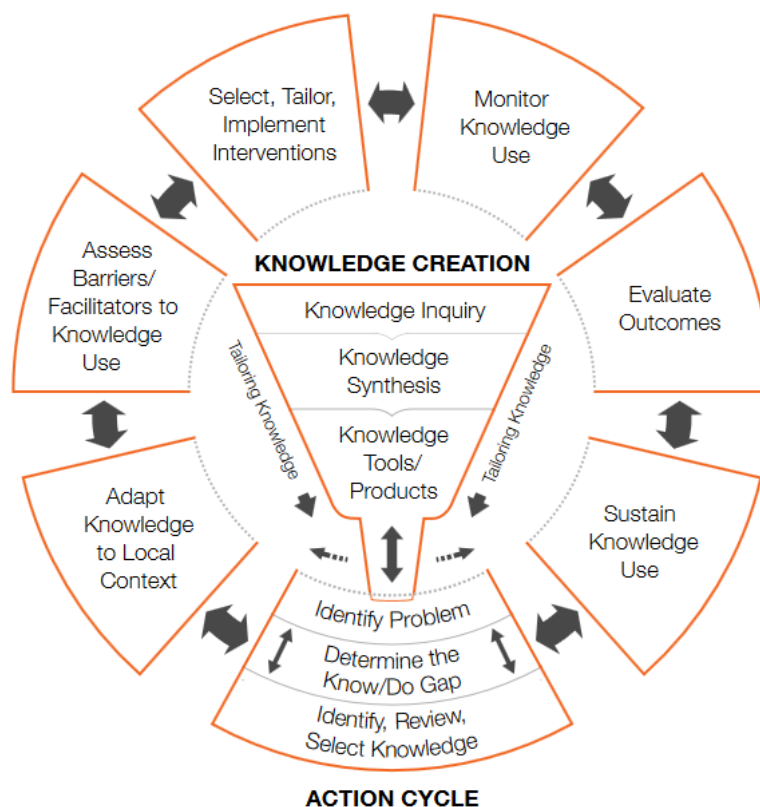 Select, Tailor,
Implement
Interventions
Monitor
Knowledge
Use
Assess
Barriers/
Facilitators to
Knowledge
Use
KNOWLEDGE CREATION
Evaluate
Outcomes
Knowledge Inquiry
Knowledge
Synthesis
Knowledge
Tools/
Products
Tailoring Knowledge
Tailoring Knowledge
Adapt
Knowledge
to Local
Context
Sustain
Knowledge
Use
Identify Problem
Determine the
Know/Do Gap
Identify, Review,
Select Knowledge
ACTION CYCLE